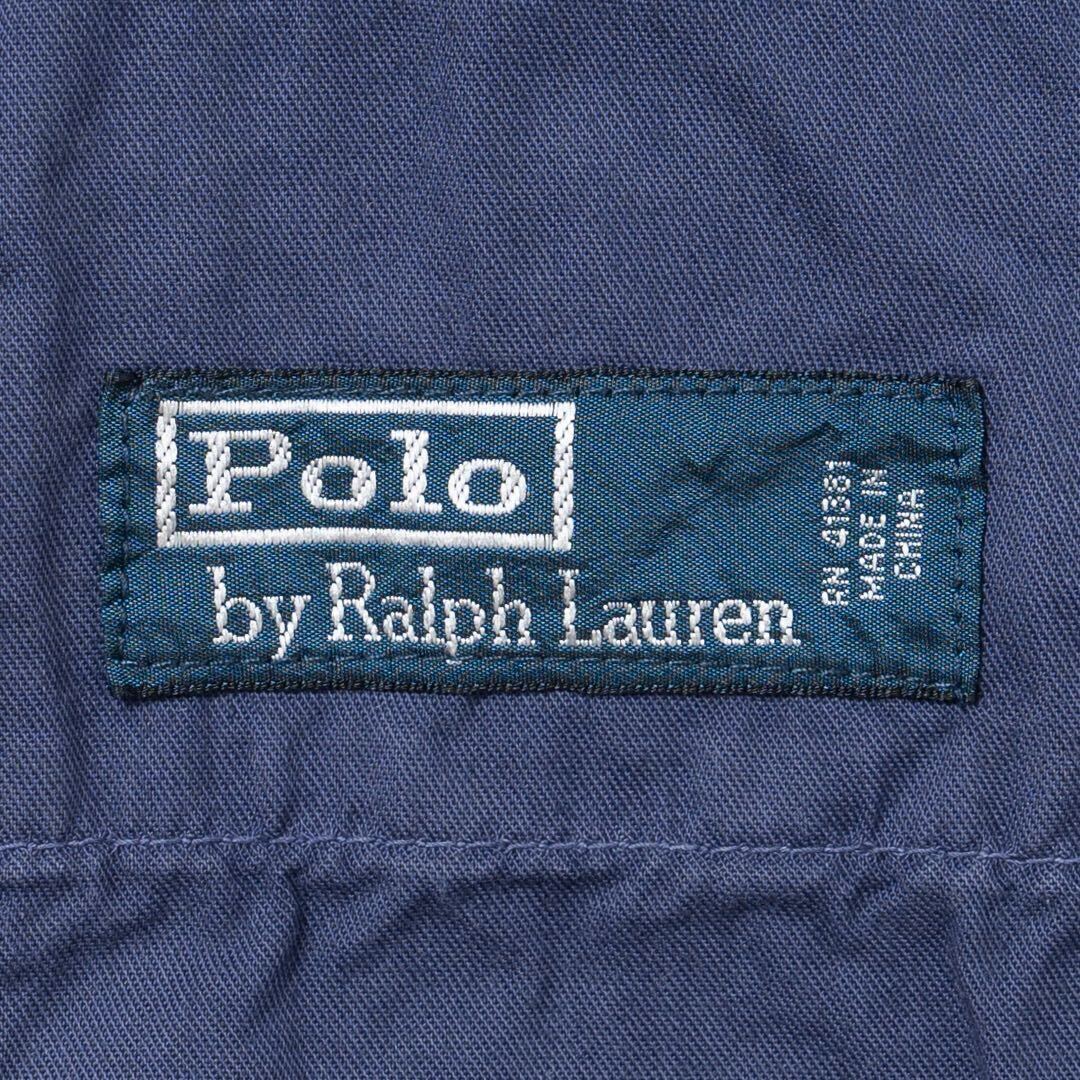 Polo
by Ralph Lauren
RN 41381
MADE IN
CHINA